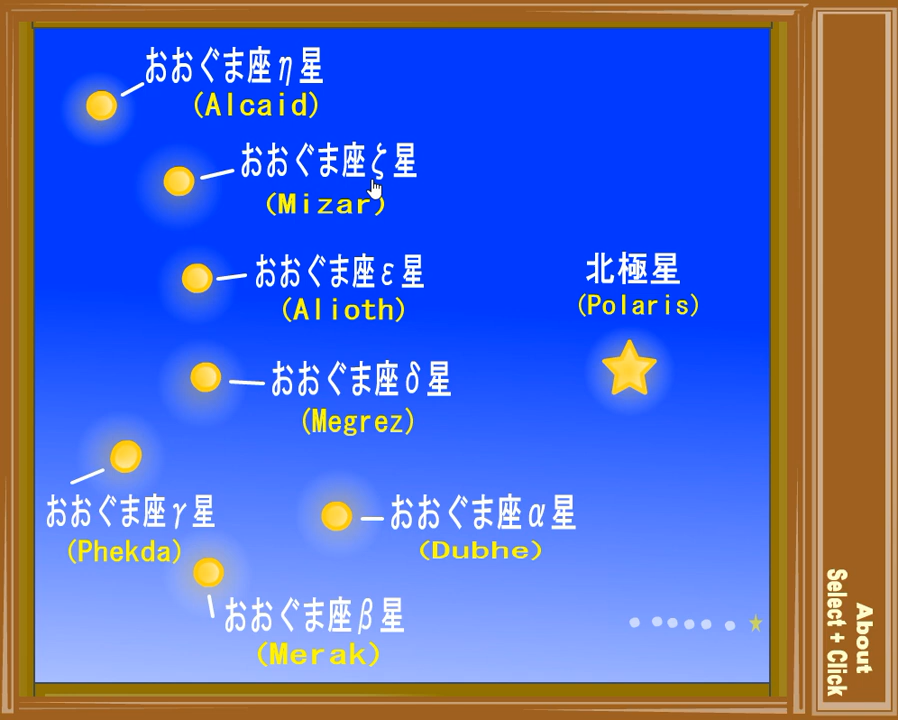 おおぐま座η星
(Alcaid)
おおぐま座ζ星
(Mizar)
おおぐま座ε星
(Alioth)
北極星
(Polaris)
おおぐま座δ星
(Megrez)
おおぐま座γ星
(Phekda)
おおぐま座α星
(Dubhe)
おおぐま座β星
(Merak)
About
Select + Click